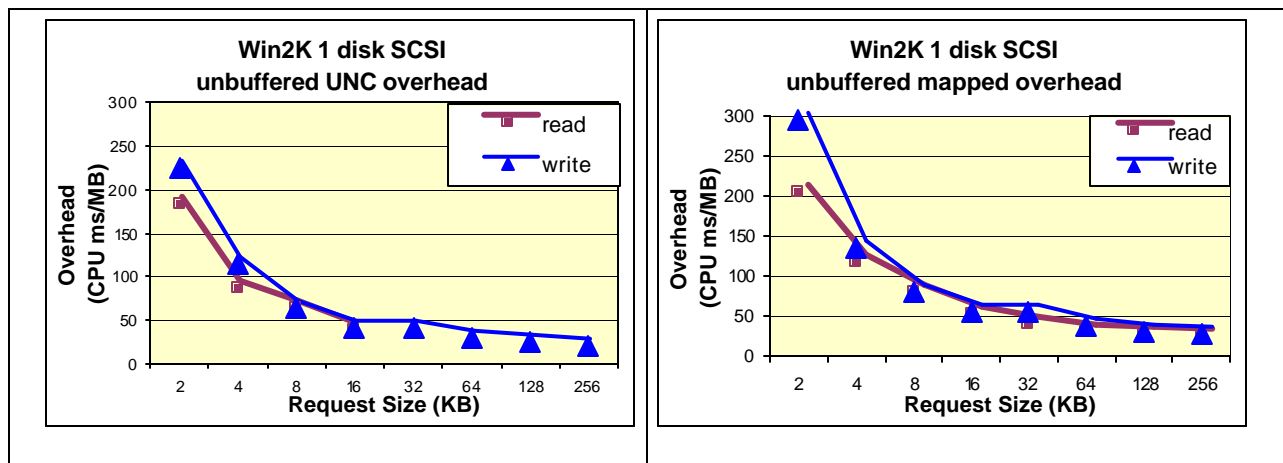 Win2K 1 disk SCSI
unbuffered UNC overhead
300
250
200
150
100
50
0
Overhead
(CPU ms/MB)
read
write
2 4 8 16 32 64 128 256
Request Size (KB)
Win2K 1 disk SCSI
unbuffered mapped overhead
300
250
200
150
100
50
0
Overhead
(CPU ms/MB)
read
write
2 4 8 16 32 64 128 256
Request Size (KB)